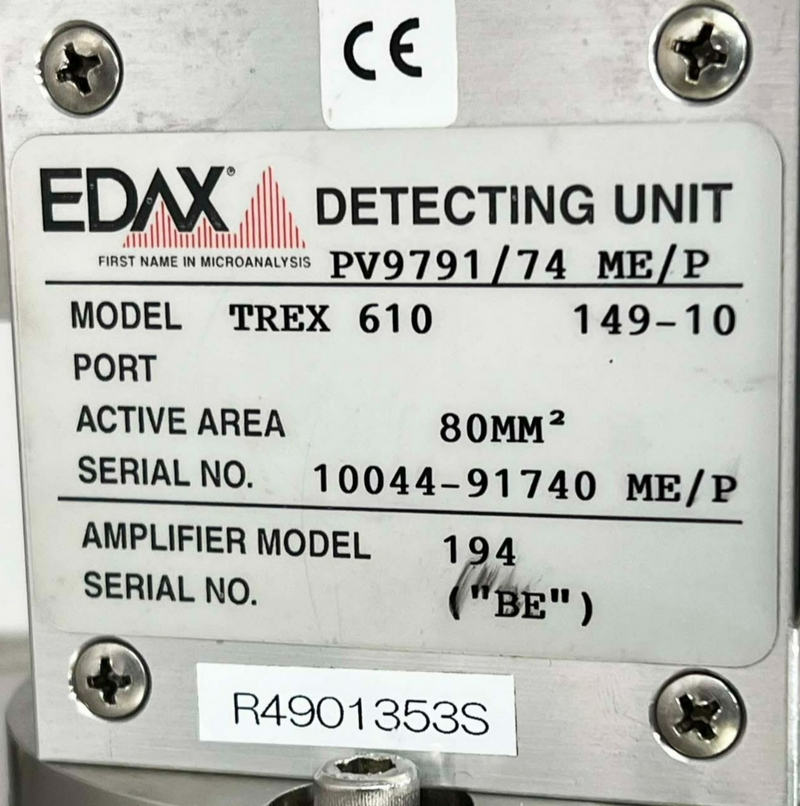 CE
EDAX® DETECTING UNIT
FIRST NAME IN MICROANALYSIS PV9791/74 ME/P
MODEL TREX 610 149-10
PORT
ACTIVE AREA 80MM²
SERIAL NO. 10044-91740 ME/P
AMPLIFIER MODEL 194
SERIAL NO. ("BE")
R4901353S